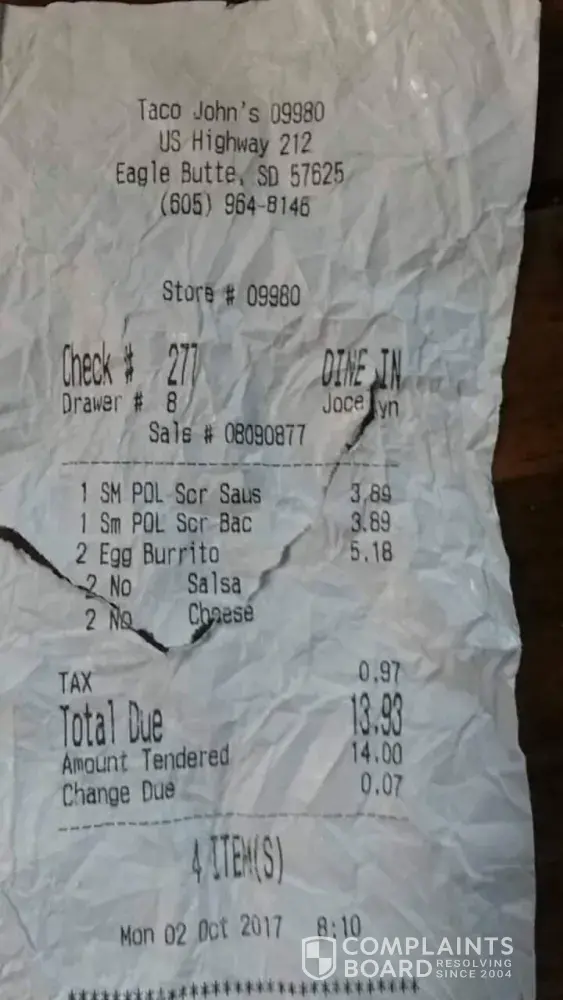 Taco John's 09980
US Highway 212
Eagle Butte, SD 57625
(605) 964-8146
Store # 09980
Check # 277 DINE IN
Drawer # 8 Jocelyn
Sale # 08090877
1 SM POL Scr Saus 3.89
1 Sm POL Scr Bac 3.89
2 Egg Burrito 5.18
2 No Salsa
2 No Cheese
TAX 0.97
Total Due 13.93
Amount Tendered 14.00
Change Due 0.07
4 ITEM(S)
Mon 02 Oct 2017 8:10
COMPLAINTS
BOARD RESOLVING
SINCE 2004